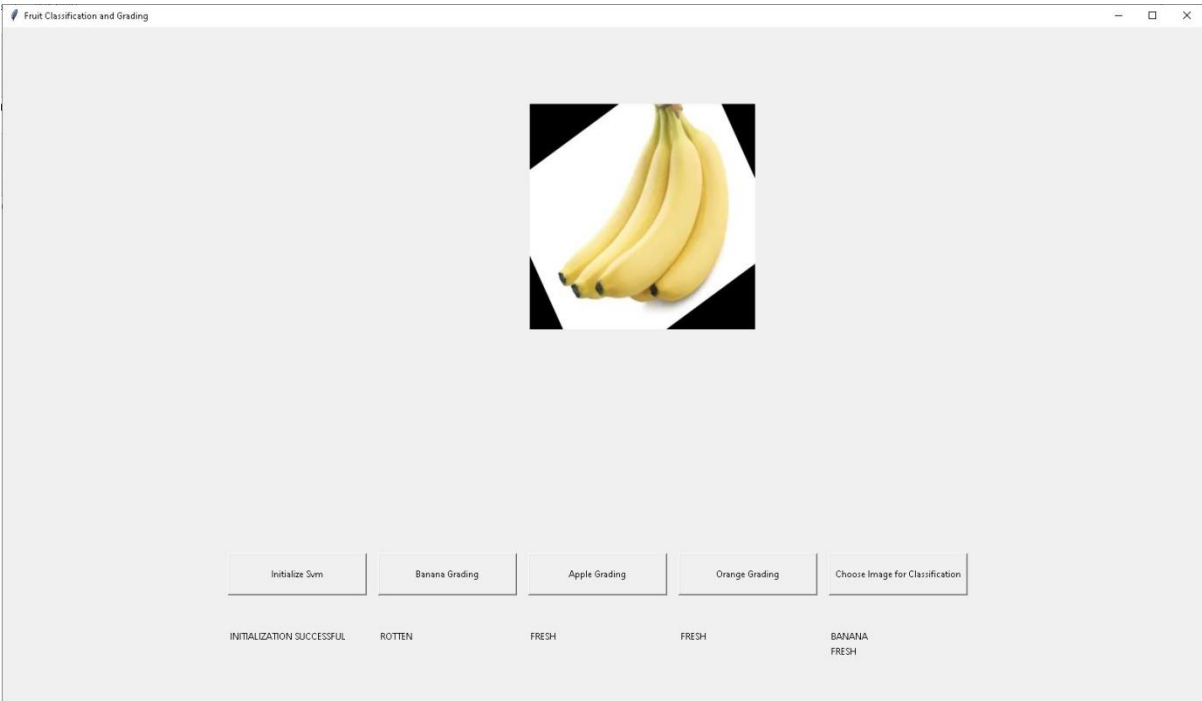 Fruit Classification and Grading
Initialize Svm
Banana Grading
Apple Grading
Orange Grading
Choose Image for Classification
INITIALIZATION SUCCESSFUL
ROTTEN
FRESH
FRESH
BANANA
FRESH